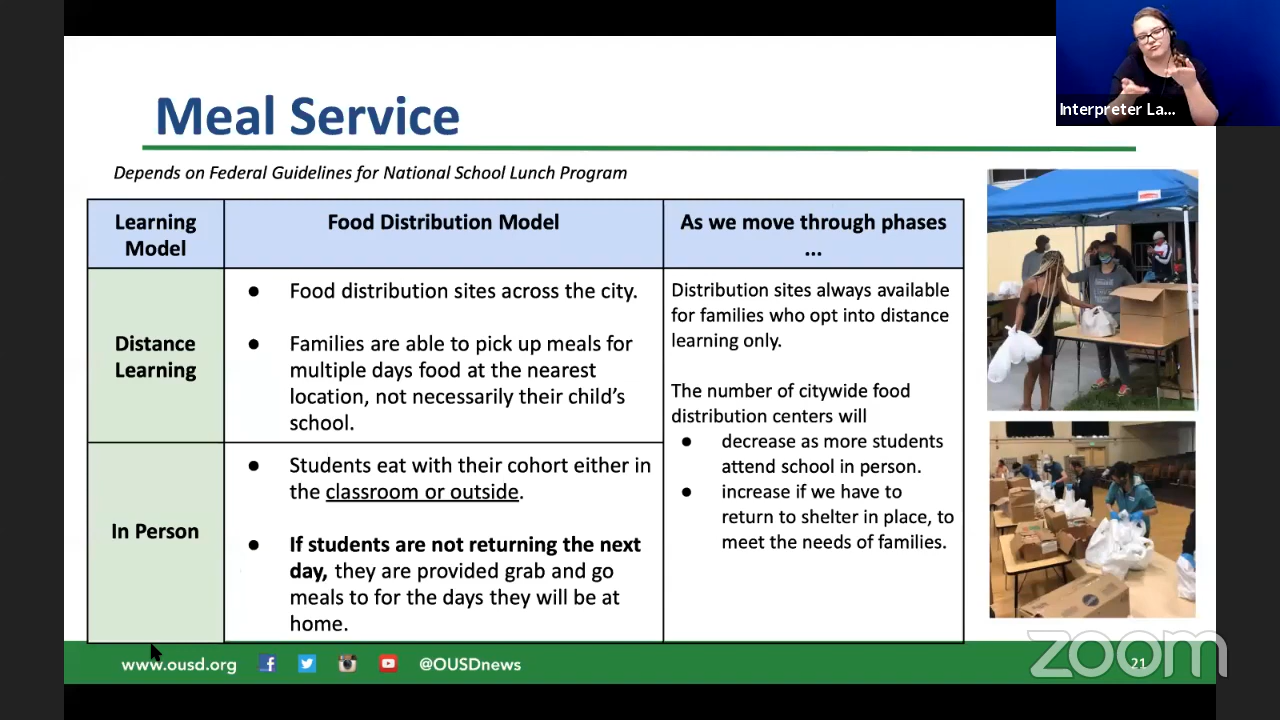 Interpreter La...
Meal Service
Depends on Federal Guidelines for National School Lunch Program
Learning
Model
Food Distribution Model
As we move through phases
...
Distance
Learning
● Food distribution sites across the city.
● Families are able to pick up meals for
multiple days food at the nearest
location, not necessarily their child's
school.
Distribution sites always available
for families who opt into distance
learning only.
The number of citywide food
distribution centers will
● decrease as more students
attend school in person.
● increase if we have to
return to shelter in place, to
meet the needs of families.
In Person
● Students eat with their cohort either in
the classroom or outside.
● If students are not returning the next
day, they are provided grab and go
meals to for the days they will be at
home.
www.ousd.org
@OUSDnews
21
zoom